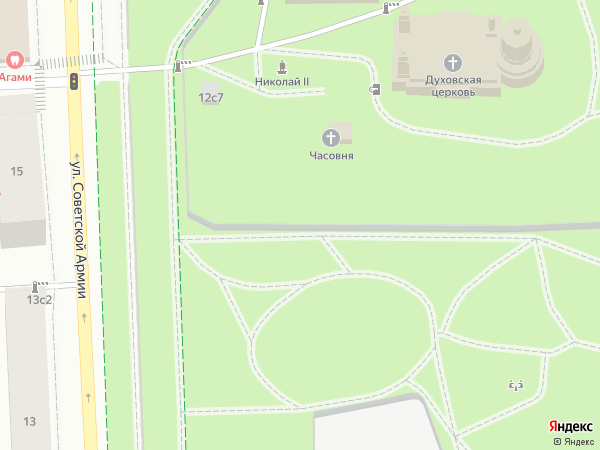 Агами
Николай II
Духовская
церковь
12с7
Часовня
15
ул. Советской Армии
13с2
13
Яндекс
© Яндекс